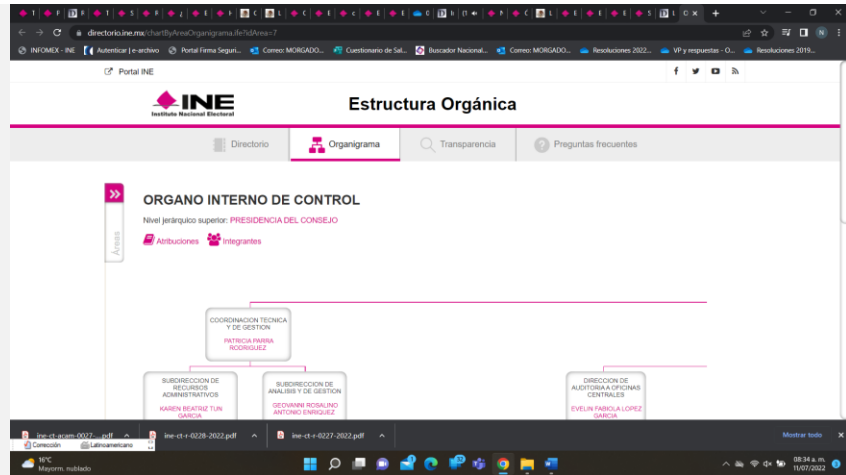 directorio.ine.mx/chartByAreaOrganigrama.ife?idArea=7
INFOMEX - INE
Autenticar | e-archivo
Portal Firma Seguri...
Correo: MORGADO...
Cuestionario de Sal...
Buscador Nacional...
Correo: MORGADO...
Resoluciones 2022...
VP y respuestas - O...
Resoluciones 2019...
Portal INE
INE
Instituto Nacional Electoral
Estructura Orgánica
Directorio
Organigrama
Transparencia
Preguntas frecuentes
Áreas
ORGANO INTERNO DE CONTROL
Nivel jerárquico superior: PRESIDENCIA DEL CONSEJO
Atribuciones
Integrantes
COORDINACION TECNICA
Y DE GESTION
PATRICIA PARRA
RODRIGUEZ
SUBDIRECCION DE
RECURSOS
ADMINISTRATIVOS
KAREN BEATRIZ TUN
GARCIA
SUBDIRECCION DE
ANALISIS Y DE GESTION
GEOVANNI ROSALINO
ANTONIO ENRIQUEZ
DIRECCION DE
AUDITORIA A OFICINAS
CENTRALES
EVELIN FABIOLA LOPEZ
GARCIA
ine-ct-acam-0027-...pdf
ine-ct-r-0228-2022.pdf
ine-ct-r-0227-2022.pdf
Mostrar todo
Corrección
Latinoamericano
16°C
Mayorm. nublado
08:34 a. m.
11/07/2022